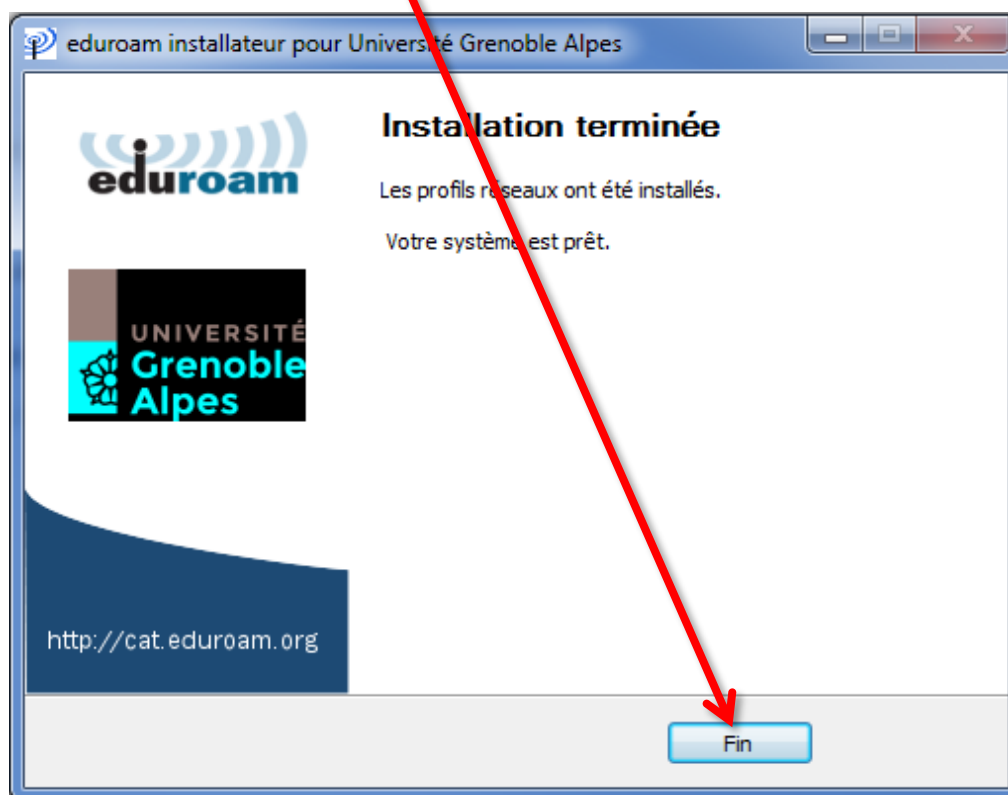 eduroam installateur pour Université Grenoble Alpes
eduroam
Installation terminée
Les profils réseaux ont été installés.
Votre système est prêt.
UNIVERSITÉ
Grenoble
Alpes
http://cat.eduroam.org
Fin